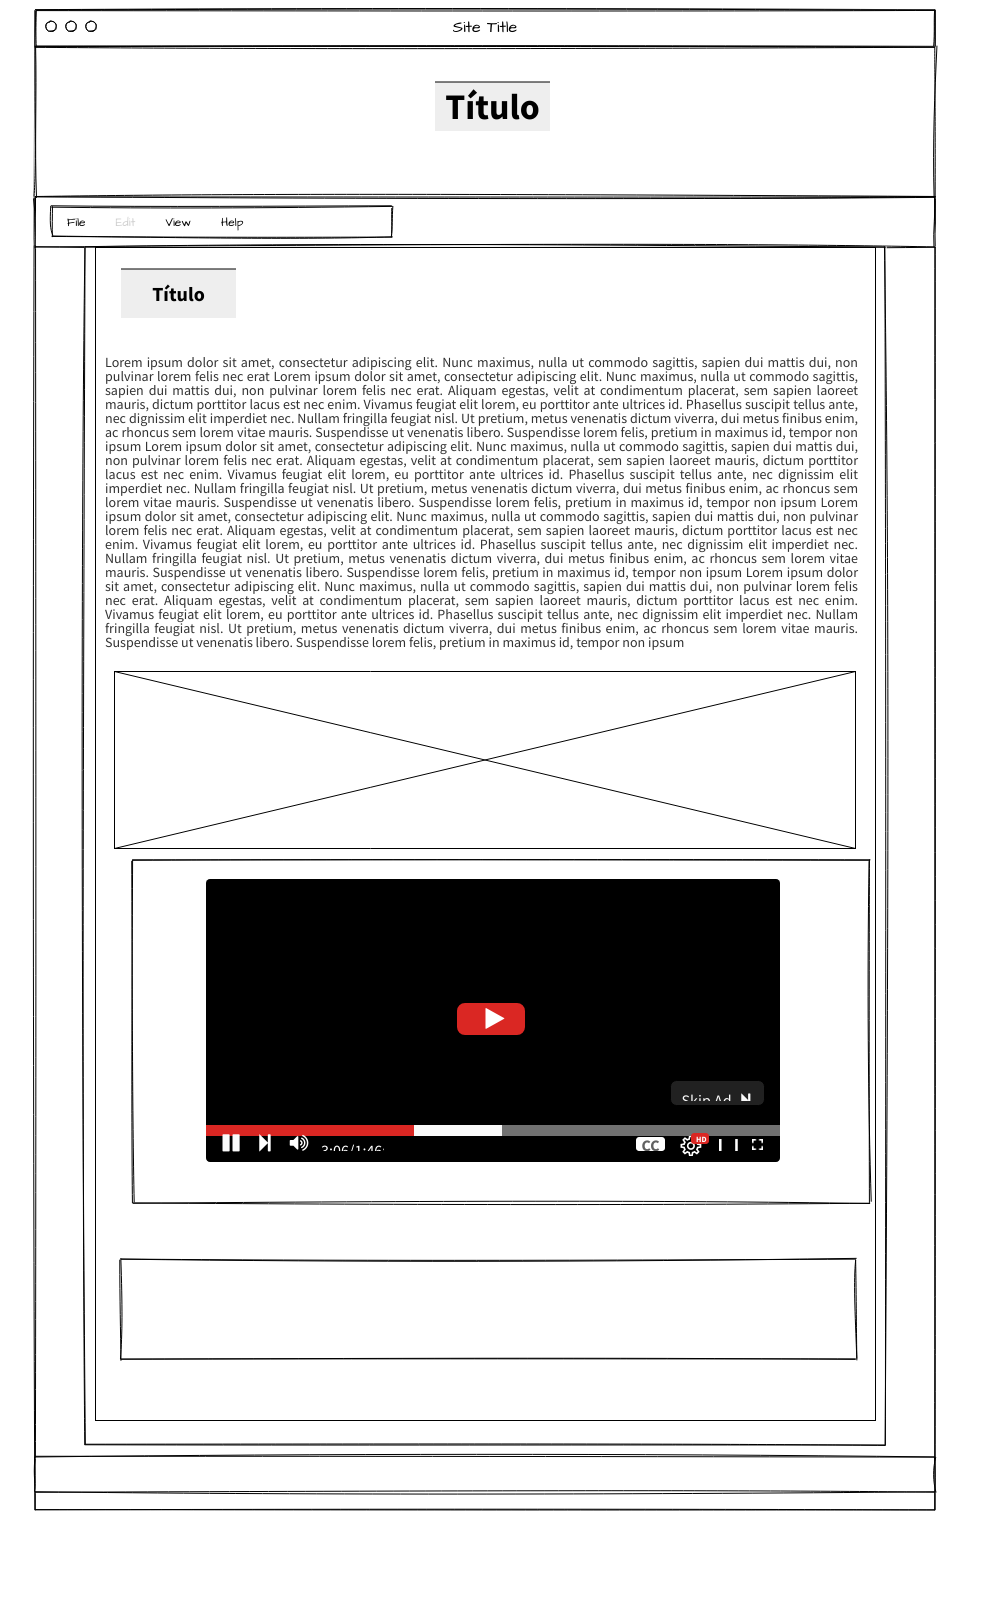 Site Title
Título
File Edit View Help
Título
Lorem ipsum dolor sit amet, consectetur adipiscing elit. Nunc maximus, nulla ut commodo sagittis, sapien dui mattis dui, non
pulvinar lorem felis nec erat Lorem ipsum dolor sit amet, consectetur adipiscing elit. Nunc maximus, nulla ut commodo sagittis,
sapien dui mattis dui, non pulvinar lorem felis nec erat. Aliquam egestas, velit at condimentum placerat, sem sapien laoreet
mauris, dictum porttitor lacus est nec enim. Vivamus feugiat elit lorem, eu porttitor ante ultrices id. Phasellus suscipit tellus ante,
nec dignissim elit imperdiet nec. Nullam fringilla feugiat nisl. Ut pretium, metus venenatis dictum viverra, dui metus finibus enim,
ac rhoncus sem lorem vitae mauris. Suspendisse ut venenatis libero. Suspendisse lorem felis, pretium in maximus id, tempor non
ipsum Lorem ipsum dolor sit amet, consectetur adipiscing elit. Nunc maximus, nulla ut commodo sagittis, sapien dui mattis dui,
non pulvinar lorem felis nec erat. Aliquam egestas, velit at condimentum placerat, sem sapien laoreet mauris, dictum porttitor
lacus est nec enim. Vivamus feugiat elit lorem, eu porttitor ante ultrices id. Phasellus suscipit tellus ante, nec dignissim elit
imperdiet nec. Nullam fringilla feugiat nisl. Ut pretium, metus venenatis dictum viverra, dui metus finibus enim, ac rhoncus sem
lorem vitae mauris. Suspendisse ut venenatis libero. Suspendisse lorem felis, pretium in maximus id, tempor non ipsum Lorem
ipsum dolor sit amet, consectetur adipiscing elit. Nunc maximus, nulla ut commodo sagittis, sapien dui mattis dui, non pulvinar
lorem felis nec erat. Aliquam egestas, velit at condimentum placerat, sem sapien laoreet mauris, dictum porttitor lacus est nec
enim. Vivamus feugiat elit lorem, eu porttitor ante ultrices id. Phasellus suscipit tellus ante, nec dignissim elit imperdiet nec.
Nullam fringilla feugiat nisl. Ut pretium, metus venenatis dictum viverra, dui metus finibus enim, ac rhoncus sem lorem vitae
mauris. Suspendisse ut venenatis libero. Suspendisse lorem felis, pretium in maximus id, tempor non ipsum Lorem ipsum dolor
sit amet, consectetur adipiscing elit. Nunc maximus, nulla ut commodo sagittis, sapien dui mattis dui, non pulvinar lorem felis
nec erat. Aliquam egestas, velit at condimentum placerat, sem sapien laoreet mauris, dictum porttitor lacus est nec enim.
Vivamus feugiat elit lorem, eu porttitor ante ultrices id. Phasellus suscipit tellus ante, nec dignissim elit imperdiet nec. Nullam
fringilla feugiat nisl. Ut pretium, metus venenatis dictum viverra, dui metus finibus enim, ac rhoncus sem lorem vitae mauris.
Suspendisse ut venenatis libero. Suspendisse lorem felis, pretium in maximus id, tempor non ipsum
Skip Ad
CC HD